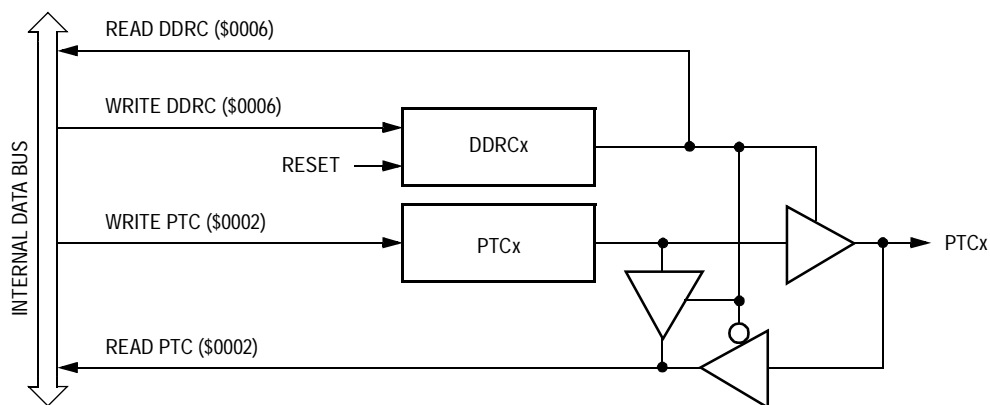 READ DDRC ($0006)
WRITE DDRC ($0006)
DDRCx
RESET
INTERNAL DATA BUS
WRITE PTC ($0002)
PTCx
PTCx
READ PTC ($0002)